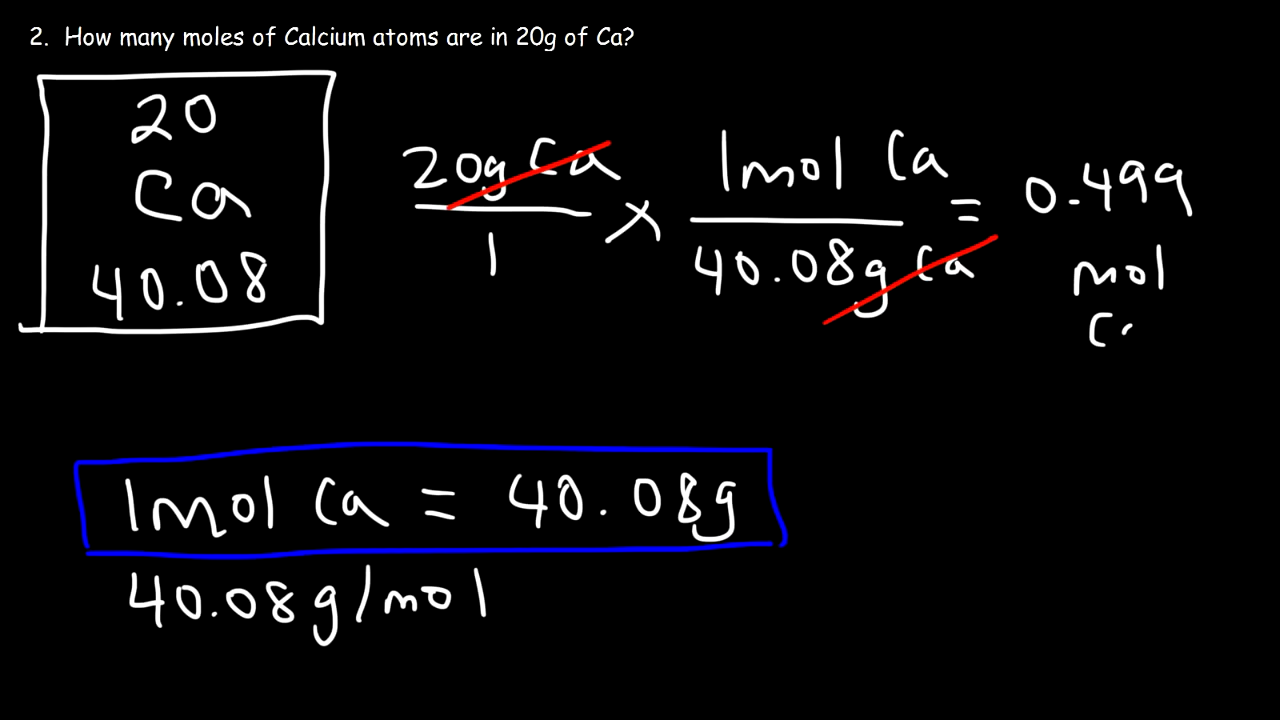 2. How many moles of Calcium atoms are in 20g of Ca?
20
Ca
40.08
20g Ca
1
x
1mol Ca
40.08g Ca
= 0.499
mol
1mol Ca = 40.08g
40.08g/mol